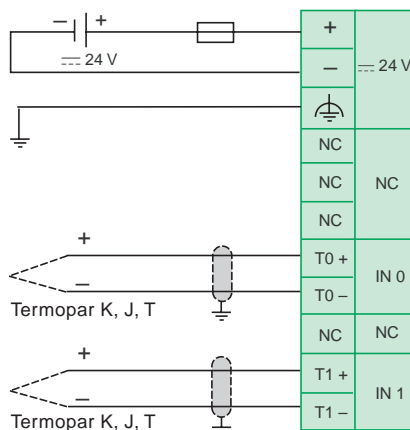 − +
+
⎓ 24 V
−
⎓ 24 V
NC
NC
NC
NC
+
T0 +
IN 0
−
T0 −
Termopar K, J, T
NC
NC
+
T1 +
IN 1
−
T1 −
Termopar K, J, T